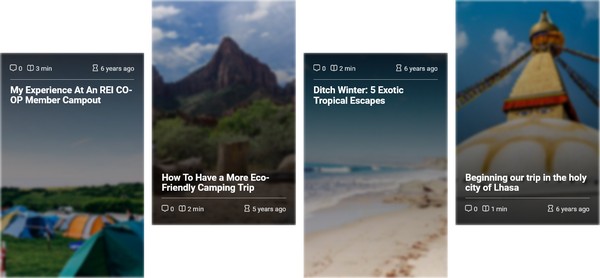 0 3 min 6 years ago
My Experience At An REI CO-
OP Member Campout
How To Have a More Eco-
Friendly Camping Trip
0 2 min 5 years ago
0 2 min 6 years ago
Ditch Winter: 5 Exotic
Tropical Escapes
Beginning our trip in the holy
city of Lhasa
0 1 min 6 years ago